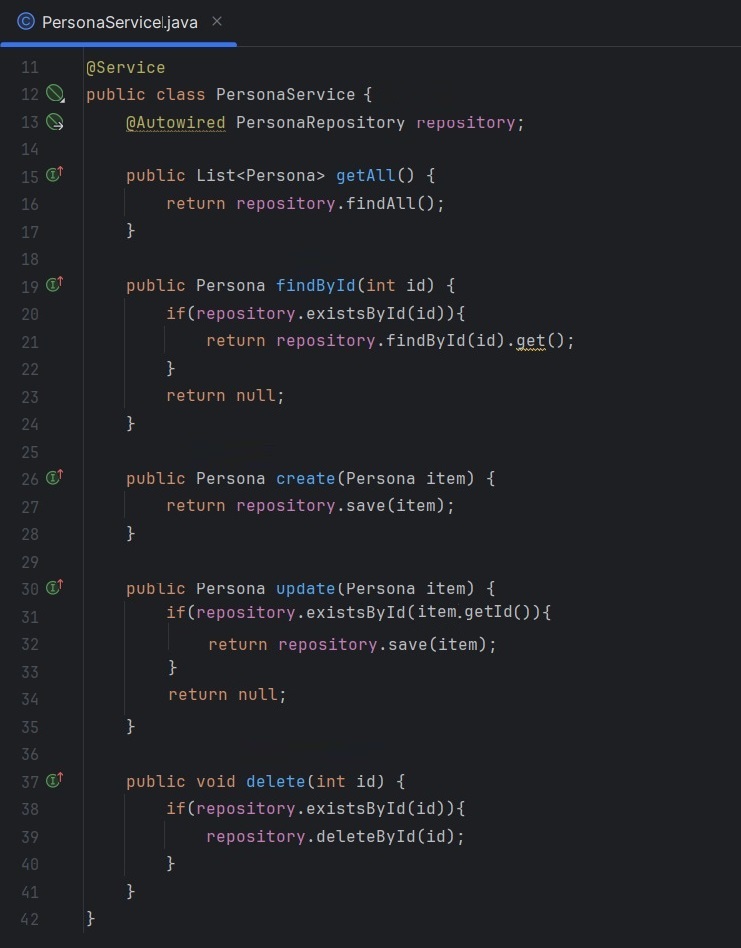 PersonaService.java
11 @Service
12 public class PersonaService {
13     @Autowired PersonaRepository repository;
14
15     public List<Persona> getAll() {
16         return repository.findAll();
17     }
18
19     public Persona findById(int id) {
20         if(repository.existsById(id)){
21             return repository.findById(id).get();
22         }
23         return null;
24     }
25
26     public Persona create(Persona item) {
27         return repository.save(item);
28     }
29
30     public Persona update(Persona item) {
31         if(repository.existsById(item.getId()){
32             return repository.save(item);
33         }
34         return null;
35     }
36
37     public void delete(int id) {
38         if(repository.existsById(id)){
39             repository.deleteById(id);
40         }
41     }
42 }